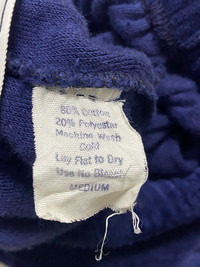 80% Cotton
20% Polyester
Machine Wash
Cold
Lay Flat to Dry
Use No Bleach
MEDIUM